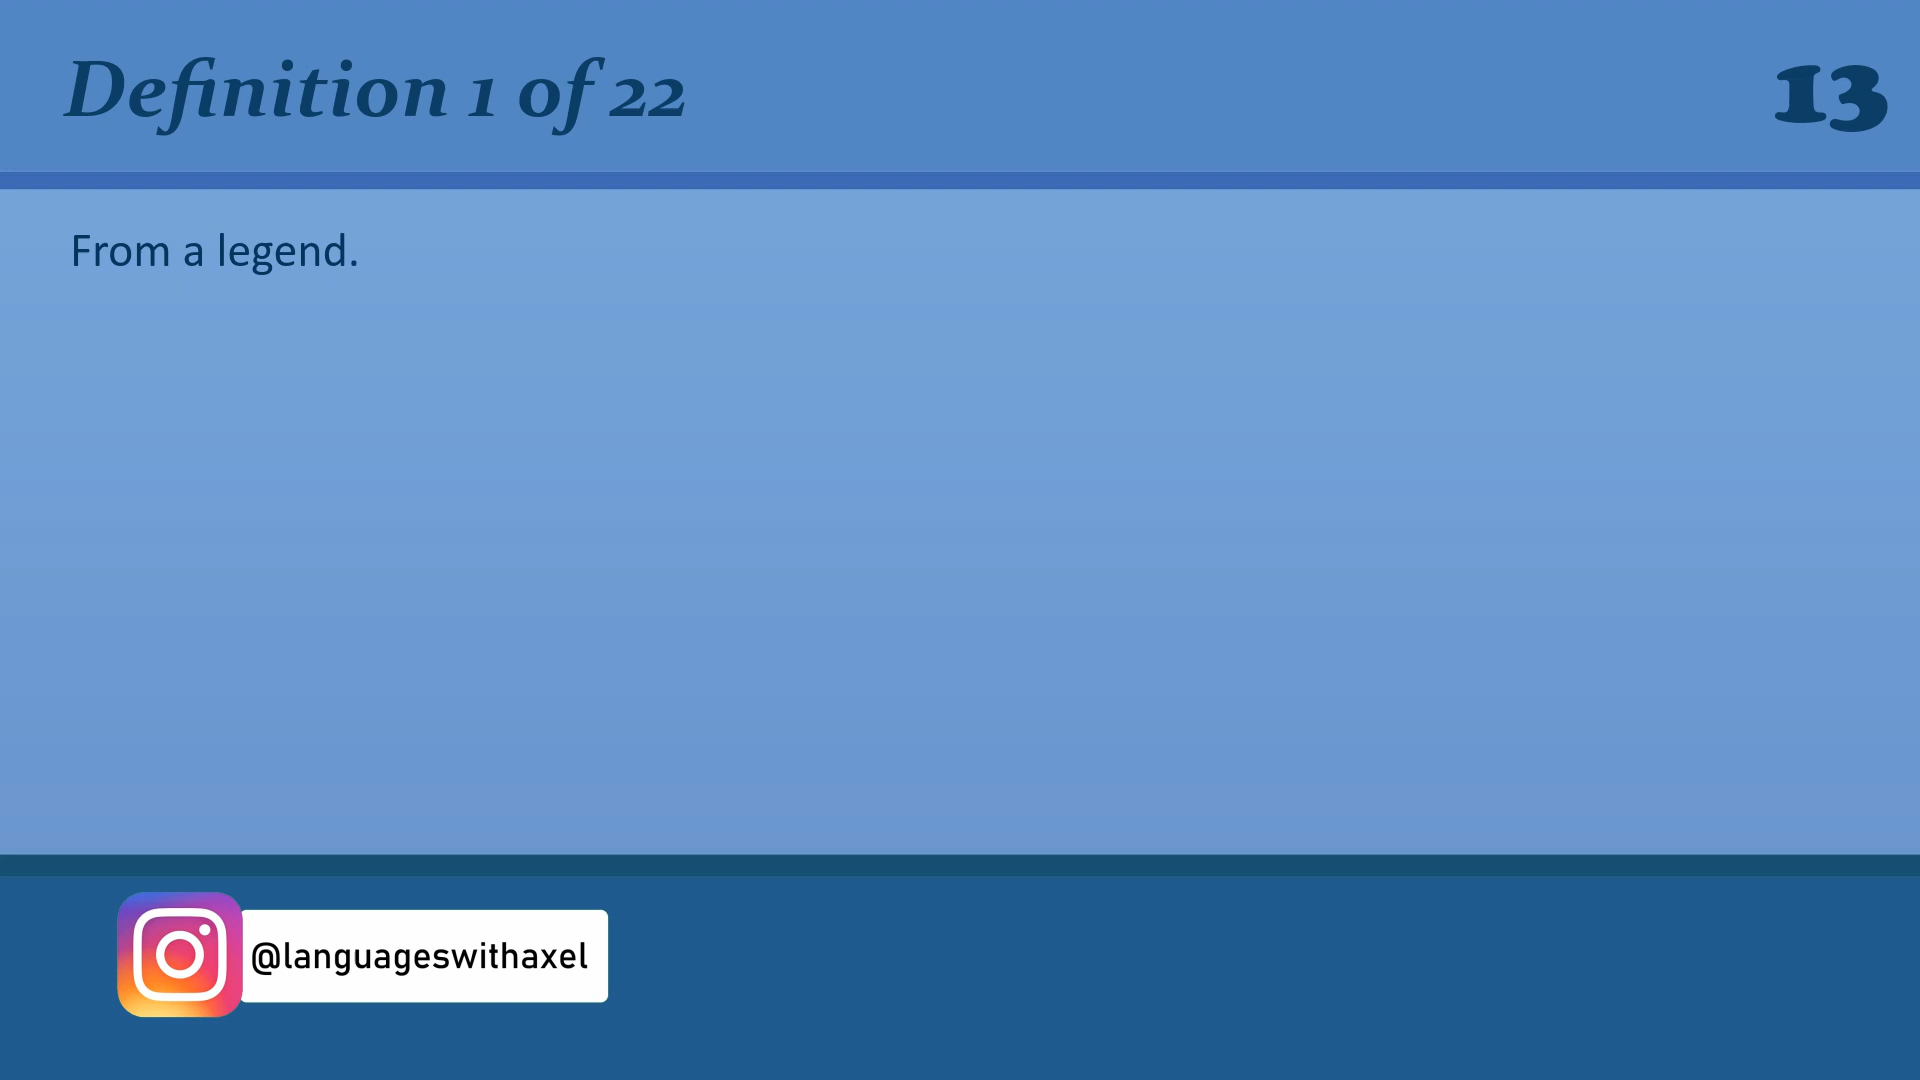 Definition 1 of 22
13
From a legend.
@languageswithaxel